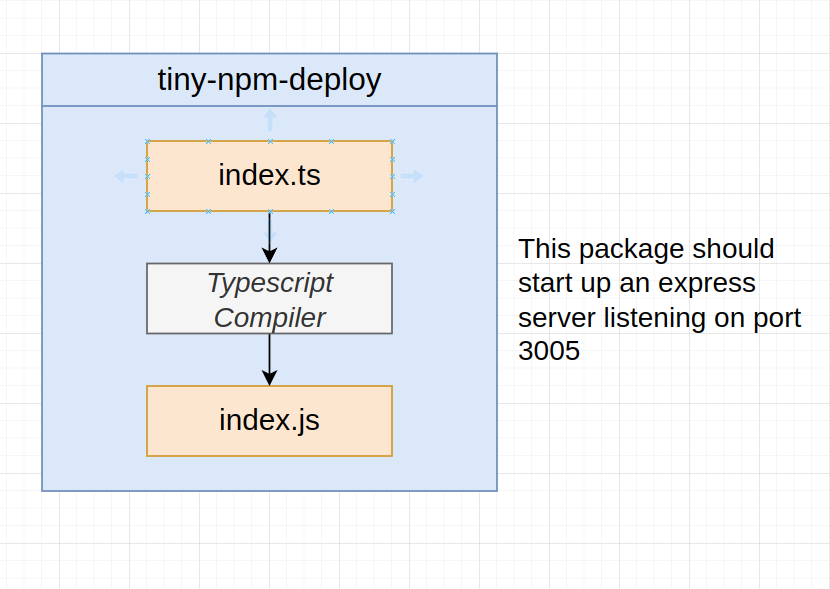 tiny-npm-deploy
index.ts
Typescript
Compiler
index.js
This package should
start up an express
server listening on port
3005